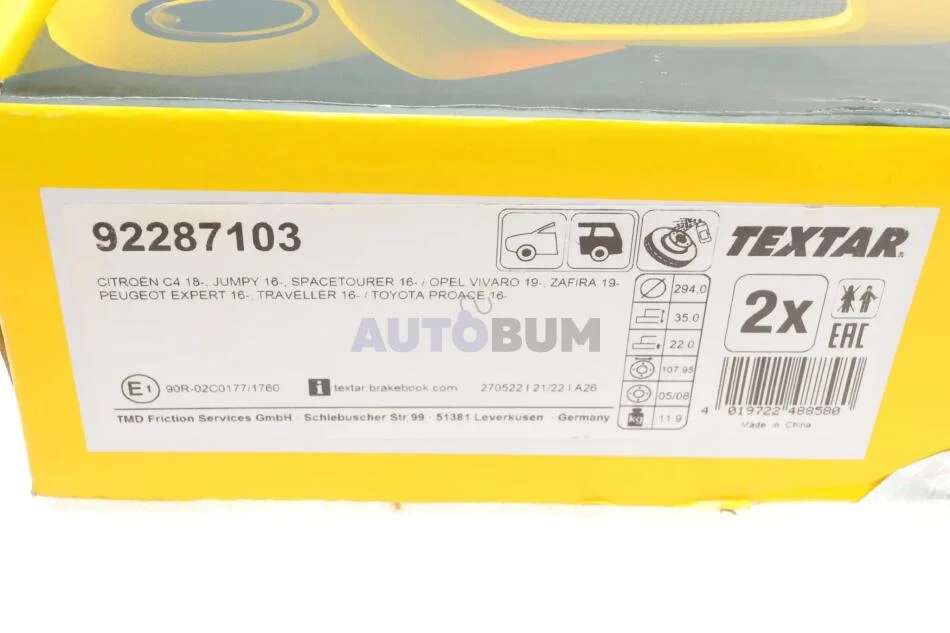 92287103
TEXTAR
CITROËN C4 18-, JUMPY 16-, SPACETOURER 16- / OPEL VIVARO 19-, ZAFIRA 19-
PEUGEOT EXPERT 16-, TRAVELLER 16- / TOYOTA PROACE 16-
294,0
35.0
22.0
107.95
05/08
kg 11.9
2x
EAC
AUTOBUM
E1 90R-02C0177/1760
i textar.brakebook.com
270522 | 21/22 | A26
TMD Friction Services GmbH · Schlebuscher Str.99 · 51381 Leverkusen · Germany
4 019722 488580
Made in China